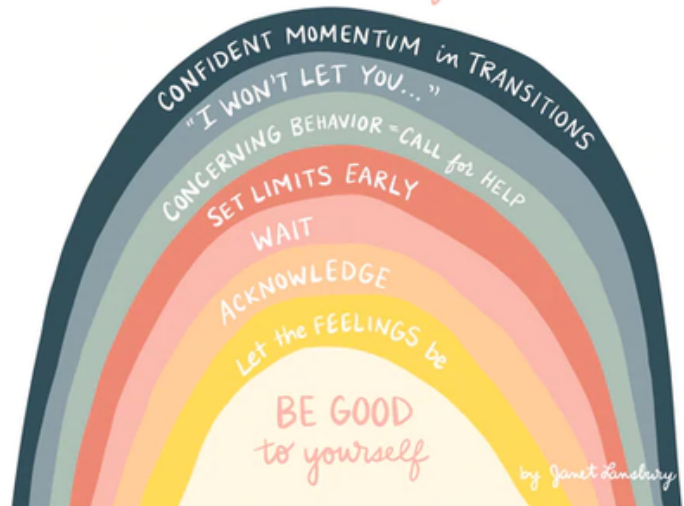 CONFIDENT MOMENTUM in TRANSITIONS
"I WON'T LET YOU..."
CONCERNING BEHAVIOR = CALL for HELP
SET LIMITS EARLY
WAIT
ACKNOWLEDGE
Let the FEELINGS be
BE GOOD
to yourself
by Janet Lansbury